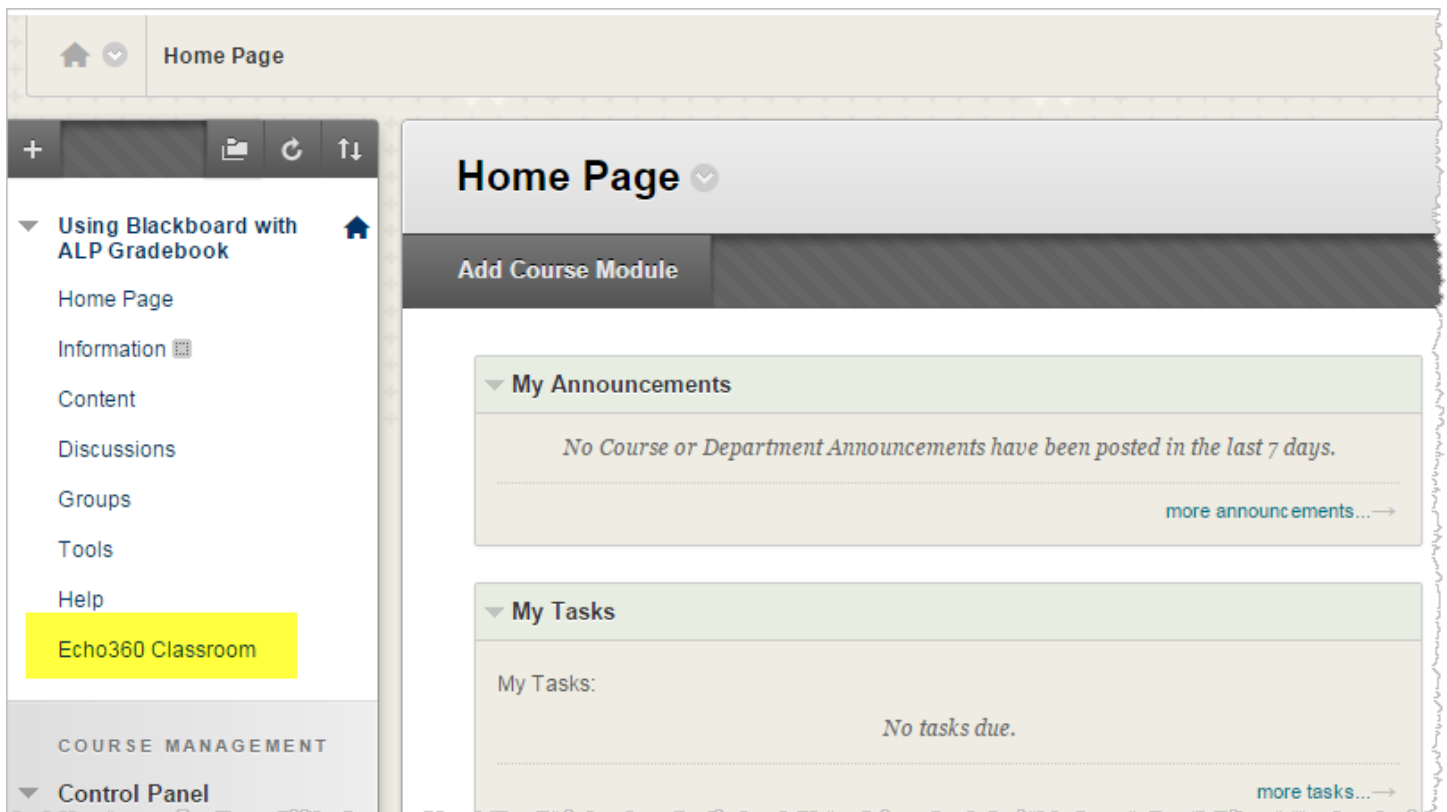 Home Page
Using Blackboard with
ALP Gradebook
Home Page
Information
Content
Discussions
Groups
Tools
Help
Echo360 Classroom
COURSE MANAGEMENT
Control Panel
Home Page
Add Course Module
My Announcements
No Course or Department Announcements have been posted in the last 7 days.
more announcements...→
My Tasks
My Tasks:
No tasks due.
more tasks...→